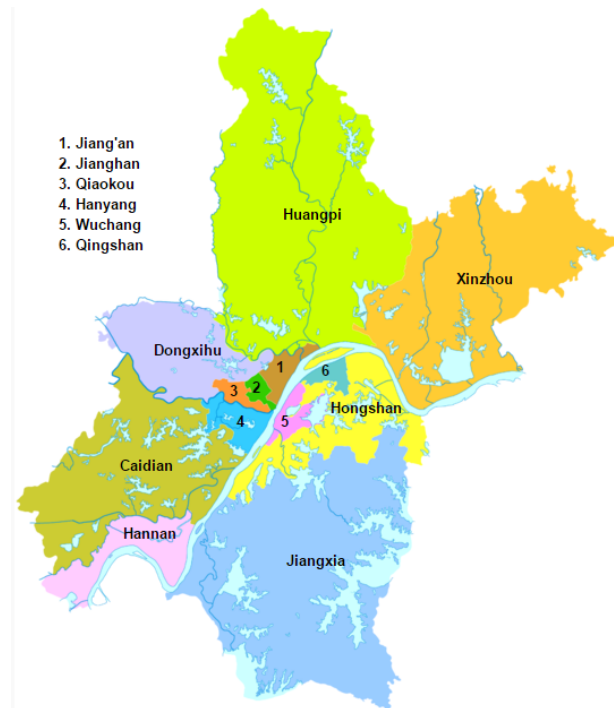 1. Jiang'an
2. Jianghan
3. Qiaokou
4. Hanyang
5. Wuchang
6. Qingshan
Huangpi
Xinzhou
Dongxihu
1
6
2
3
Hongshan
4
5
Caidian
Hannan
Jiangxia